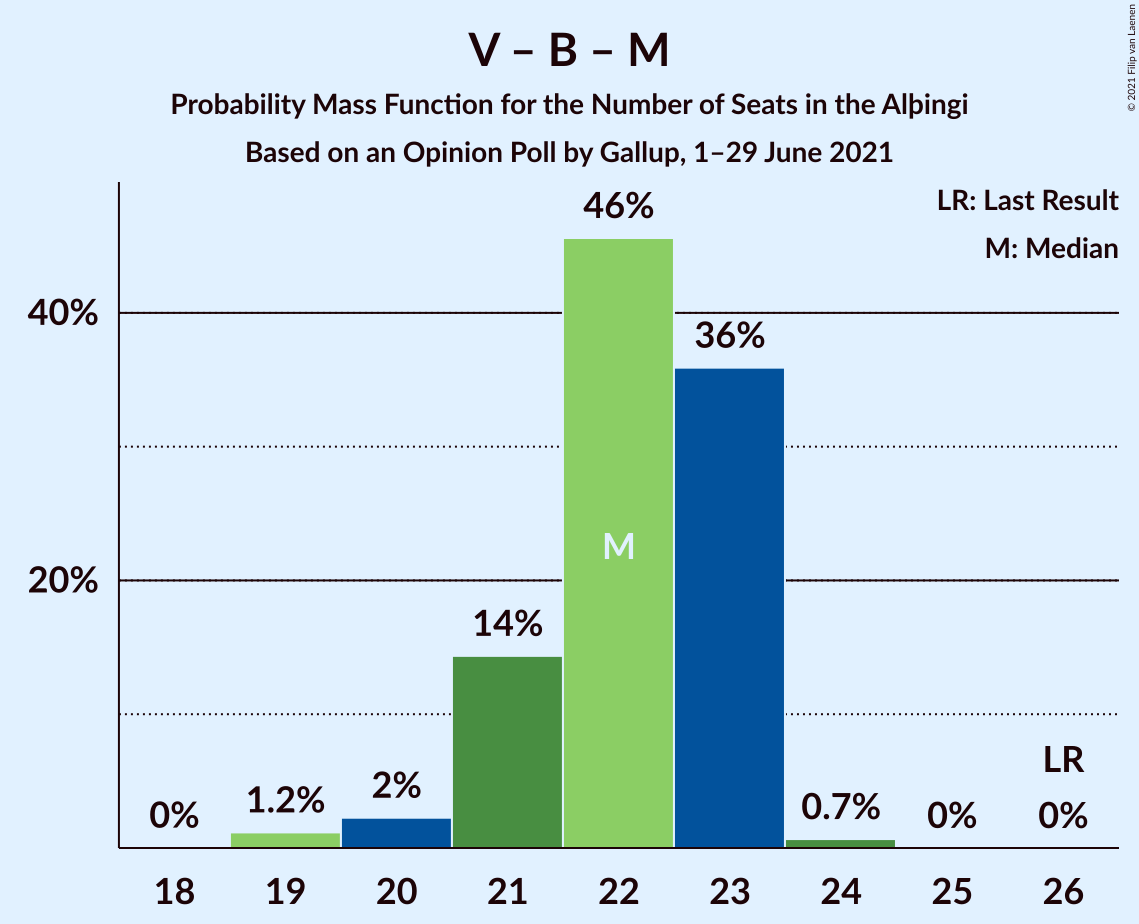 V – B – M
Probability Mass Function for the Number of Seats in the Alþingi
Based on an Opinion Poll by Gallup, 1–29 June 2021
© 2021 Filip van Laenen
LR: Last Result
M: Median
46%
40%
36%
M
20%
14%
LR
0%
1.2%
2%
0.7%
0%
0%
18 19 20 21 22 23 24 25 26